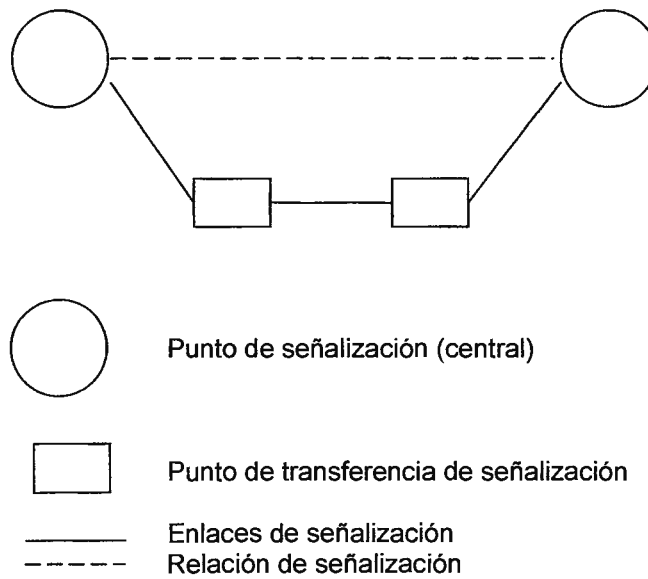 Punto de señalización (central)
Punto de transferencia de señalización
Enlaces de señalización
Relación de señalización